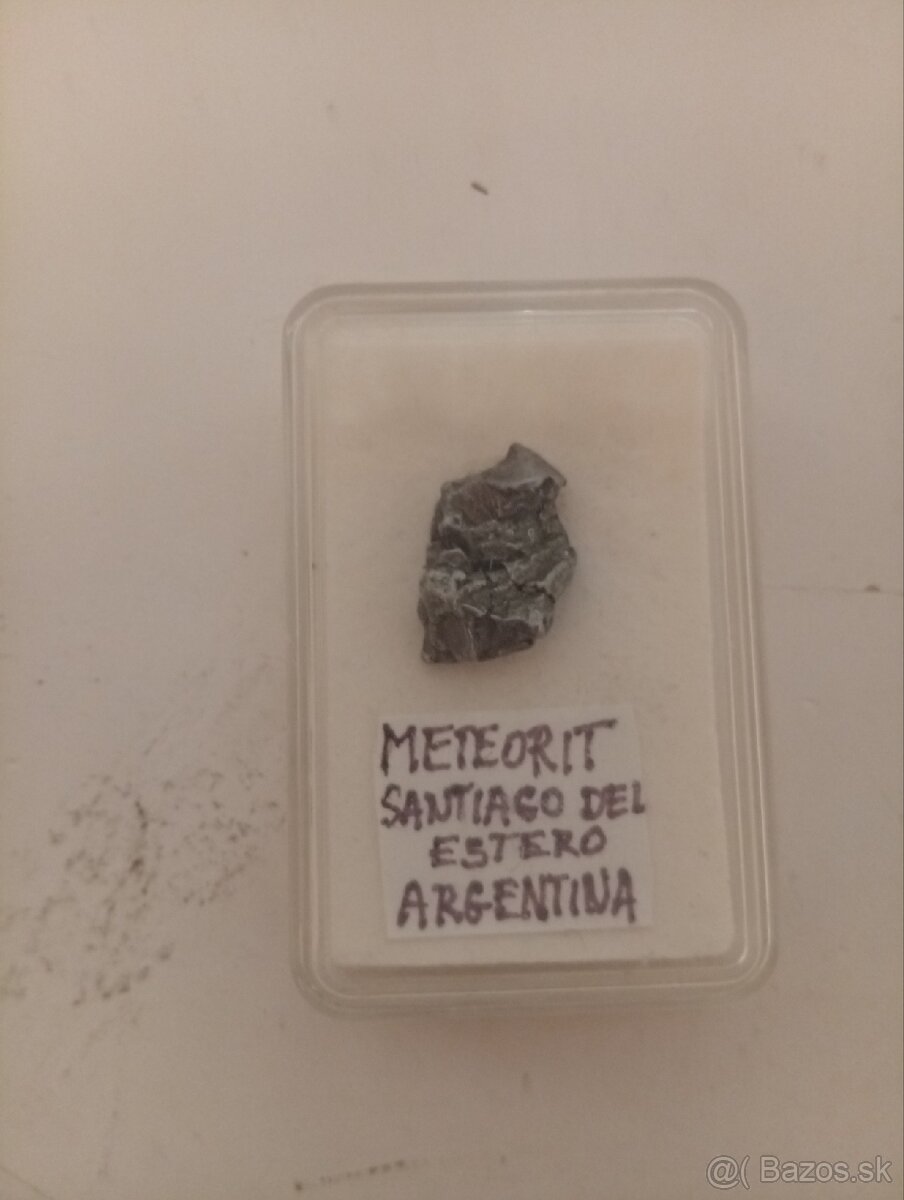 METEORIT
SANTIAGO DEL
ESTERO
ARGENTINA
@( Bazos.sk